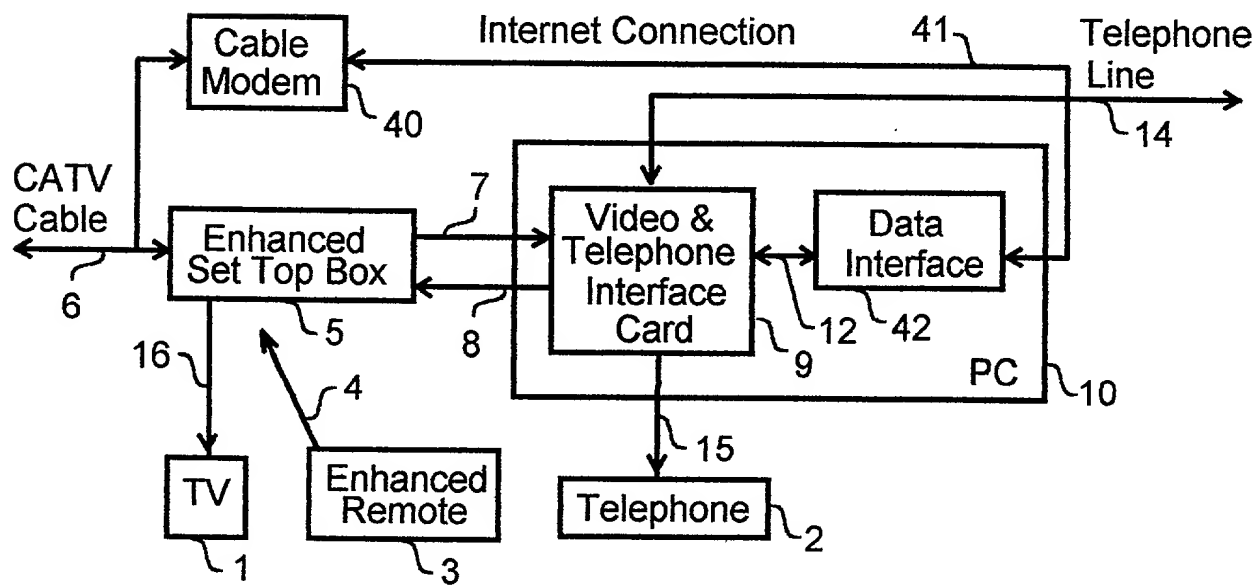 Cable
Modem
40
Internet Connection
41
Telephone
Line
14
CATV
Cable
6
Enhanced
Set Top Box
5
7
8
Video &
Telephone
Interface
Card
9
12
Data
Interface
42
PC
10
16
4
15
TV
1
Enhanced
Remote
3
Telephone
2